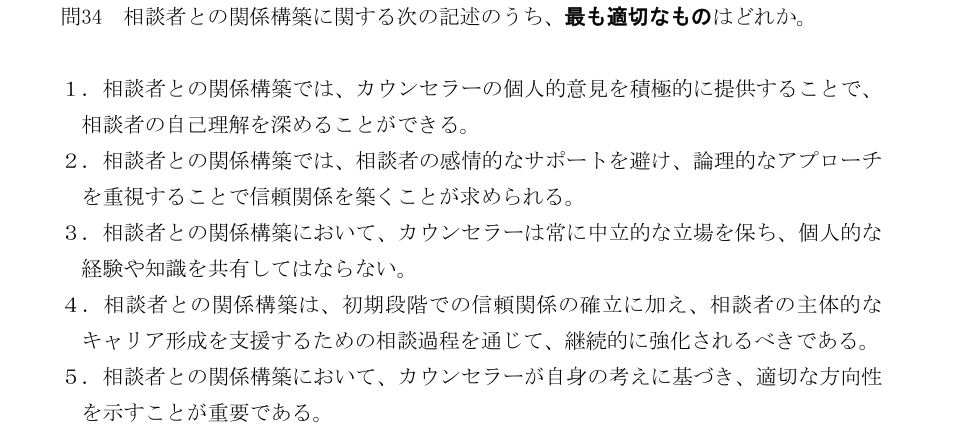 問34　相談者との関係構築に関する次の記述のうち、最も適切なものはどれか。
１．相談者との関係構築では、カウンセラーの個人的意見を積極的に提供することで、
相談者の自己理解を深めることができる。
２．相談者との関係構築では、相談者の感情的なサポートを避け、論理的なアプローチ
を重視することで信頼関係を築くことが求められる。
３．相談者との関係構築において、カウンセラーは常に中立的な立場を保ち、個人的な
経験や知識を共有してはならない。
４．相談者との関係構築は、初期段階での信頼関係の確立に加え、相談者の主体的な
キャリア形成を支援するための相談過程を通じて、継続的に強化されるべきである。
５．相談者との関係構築において、カウンセラーが自身の考えに基づき、適切な方向性
を示すことが重要である。